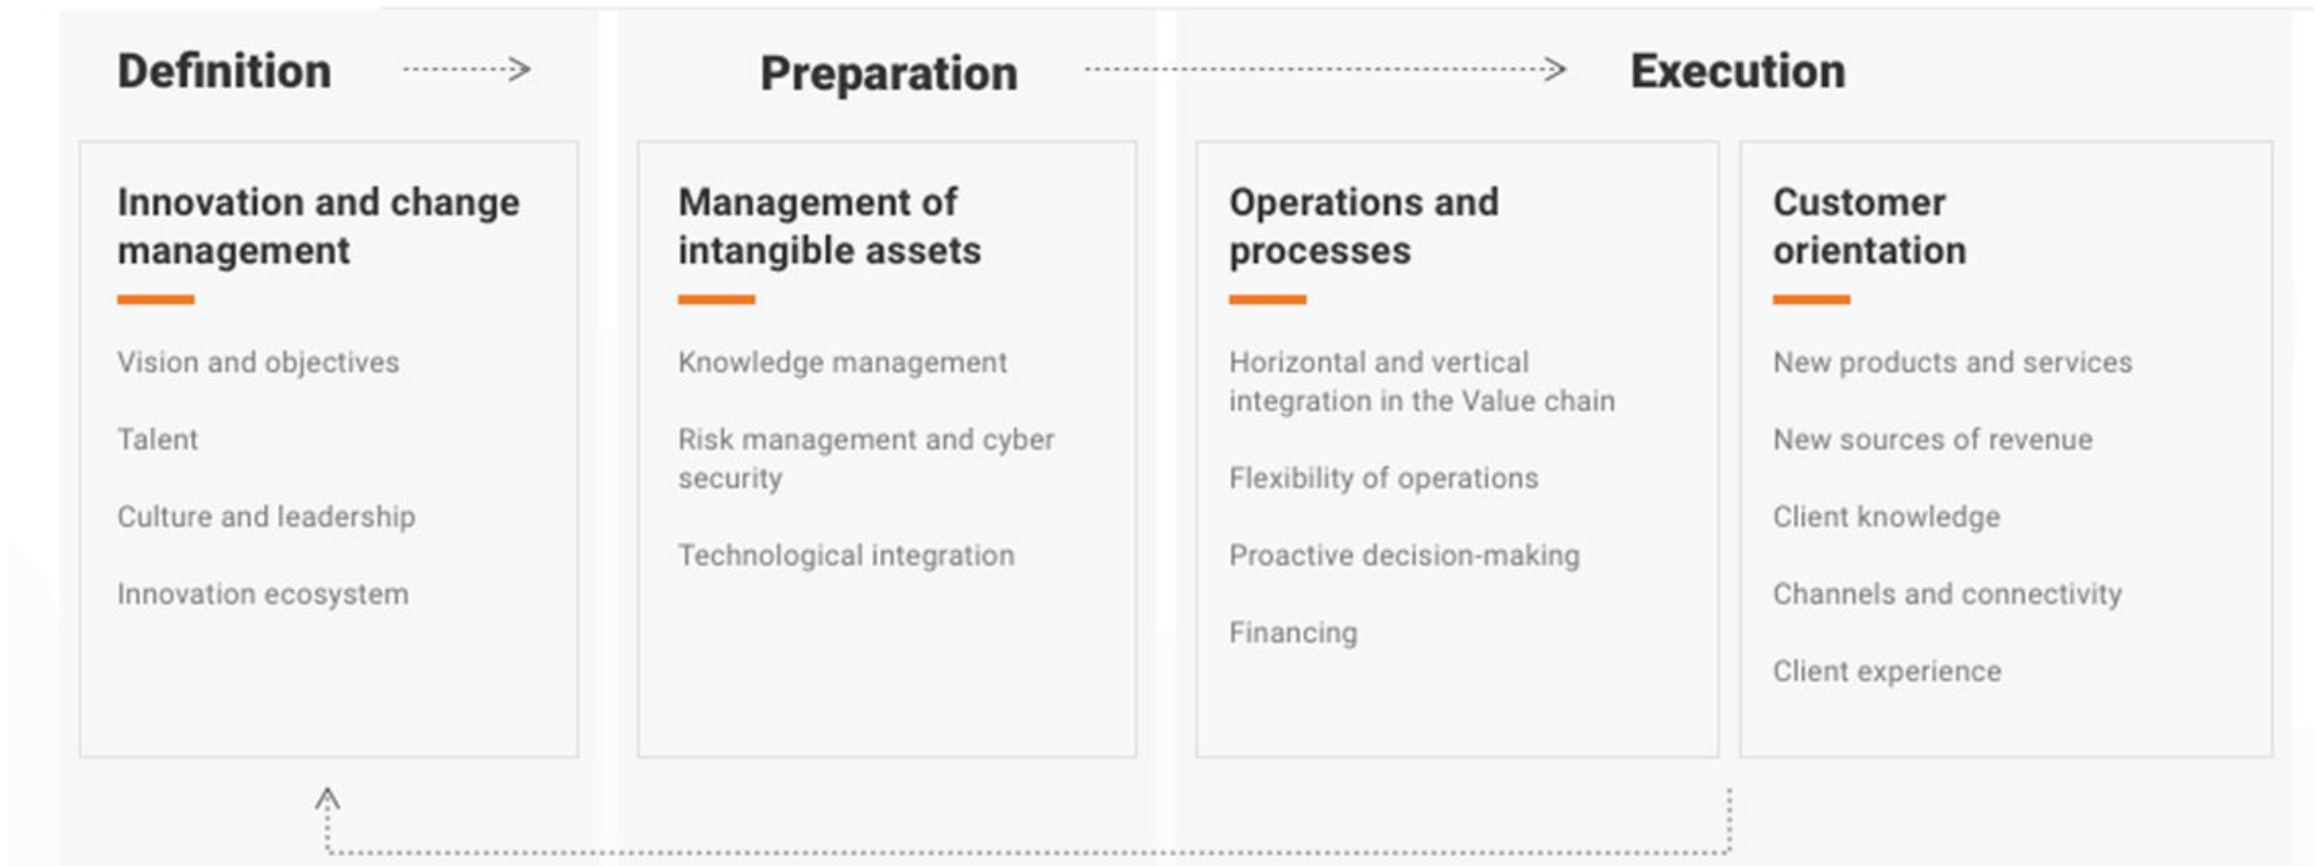 Definition
Preparation
Execution
Innovation and change
management
Vision and objectives
Talent
Culture and leadership
Innovation ecosystem
Management of
intangible assets
Knowledge management
Risk management and cyber
security
Technological integration
Operations and
processes
Horizontal and vertical
integration in the Value chain
Flexibility of operations
Proactive decision-making
Financing
Customer
orientation
New products and services
New sources of revenue
Client knowledge
Channels and connectivity
Client experience